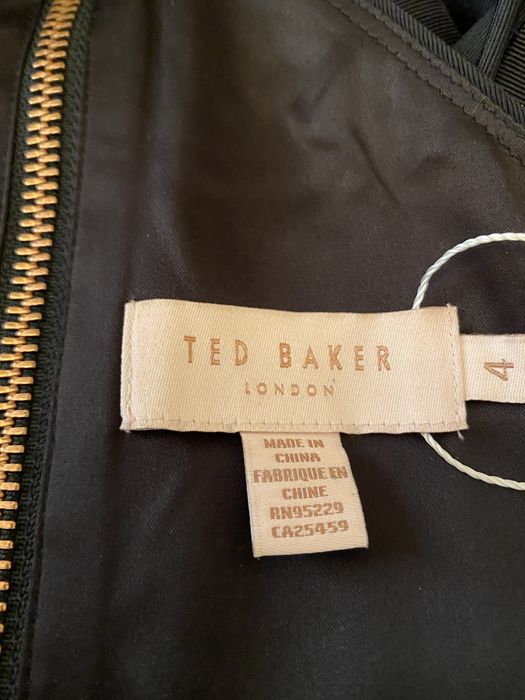 TED BAKER
LONDON
4
MADE IN
CHINA
FABRIQUE EN
CHINE
RN95229
CA25459